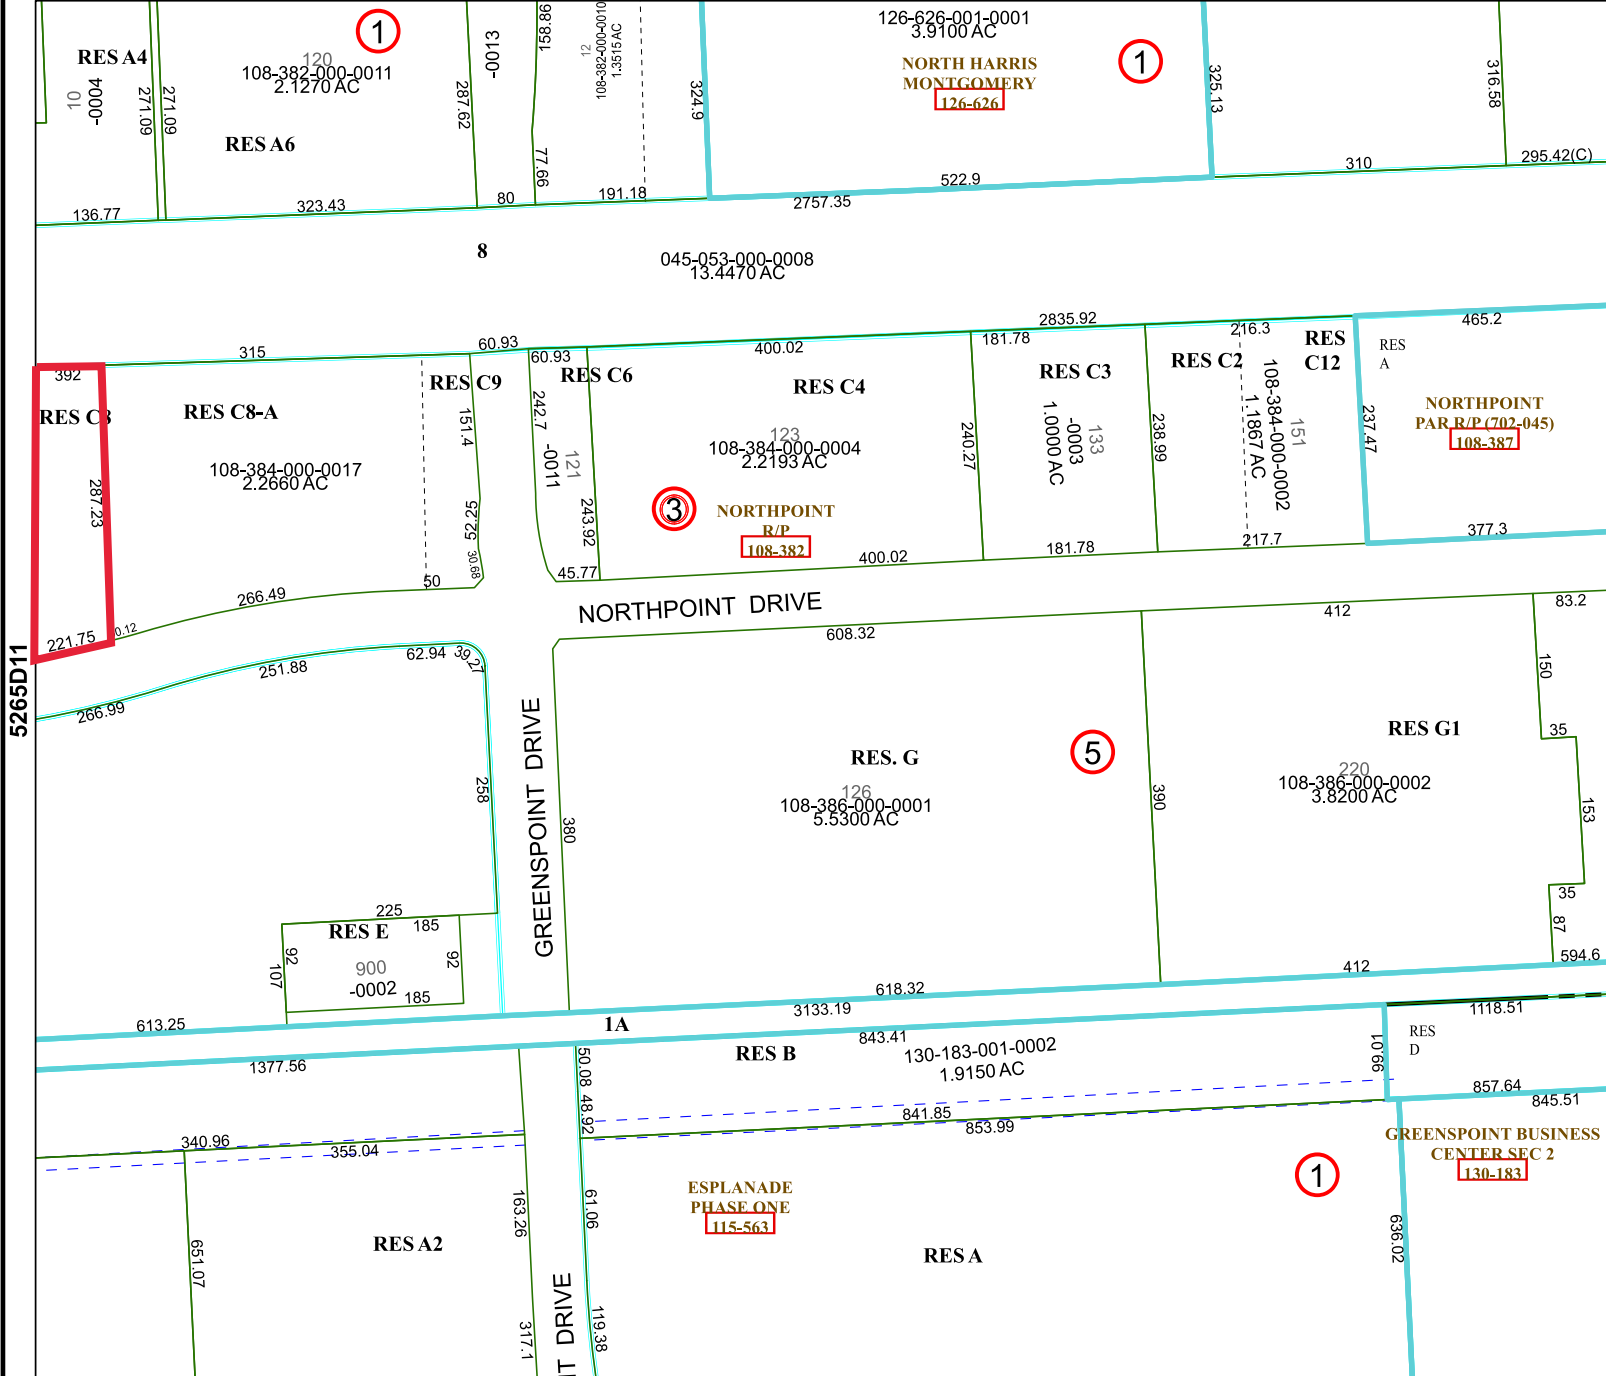 126-626-001-0001
3.9100 AC
NORTH HARRIS
MONTGOMERY
126-626
1
1
RES A4
10
-0004
271.09
271.09
120
108-382-000-0011
2.1270 AC
RES A6
287.62
-0013
158.86
77.66
12
108-382-000-0010
1.3515 AC
324.9
325.13
316.58
136.77
323.43
80
191.18
522.9
2757.35
310
295.42(C)
8
045-053-000-0008
13.4470 AC
392
315
60.93
60.93
400.02
2835.92
181.78
216.3
465.2
RES C8
287.23
221.75
0.12
RES C8-A
108-384-000-0017
2.2660 AC
266.49
50
RES C9
151.4
52.25
30.68
RES C6
242.7
121
-0011
243.92
45.77
RES C4
123
108-384-000-0004
2.2193 AC
3
NORTHPOINT
R/P
108-382
400.02
240.27
RES C3
133
-0003
1.0000 AC
181.78
238.99
RES C2
151
108-384-000-0002
1.1867 AC
217.7
RES
C12
237.47
RES
A
NORTHPOINT
PAR R/P (702-045)
108-387
377.3
NORTHPOINT DRIVE
5265D11
266.99
251.88
62.94
39.27
258
GREENSPOINT DRIVE
608.32
412
83.2
380
RES. G
126
108-386-000-0001
5.5300 AC
5
390
RES G1
220
108-386-000-0002
3.8200 AC
150
35
153
35
87
225
185
RES E
92
107
900
-0002
92
185
613.25
618.32
412
594.6
1A
3133.19
843.41
1377.56
1118.51
RES B
130-183-001-0002
1.9150 AC
50.08
48.92
841.85
853.99
66.01
RES
D
857.64
845.51
340.96
355.04
GREENSPOINT BUSINESS
CENTER SEC 2
130-183
1
ESPLANADE
PHASE ONE
115-563
RES A
RES A2
651.07
163.26
317.1
61.06
119.38
636.02
DRIVE